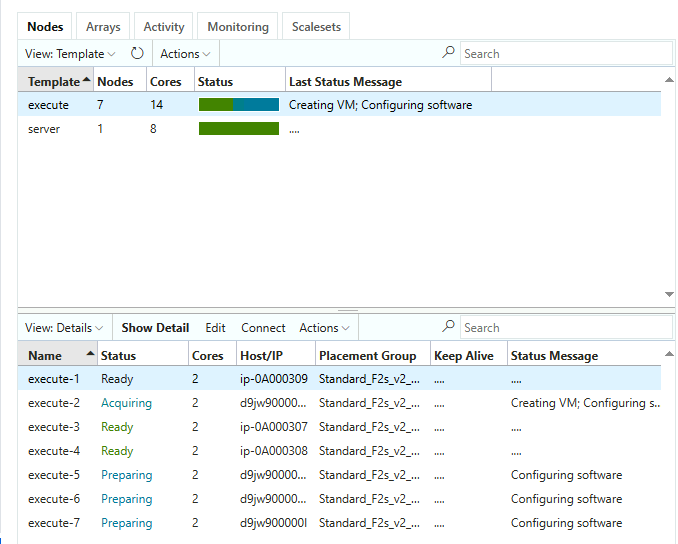 Nodes Arrays Activity Monitoring Scalesets
View: Template Actions Search
Template Nodes Cores Status Last Status Message
execute 7 14 Creating VM; Configuring software
server 1 8 ....
View: Details Show Detail Edit Connect Actions Search
Name Status Cores Host/IP Placement Group Keep Alive Status Message
execute-1 Ready 2 ip-0A000309 Standard_F2s_v2_... .... ....
execute-2 Acquiring 2 d9jw90000... Standard_F2s_v2_... .... Creating VM; Configuring s..
execute-3 Ready 2 ip-0A000307 Standard_F2s_v2_... .... ....
execute-4 Ready 2 ip-0A000308 Standard_F2s_v2_... .... ....
execute-5 Preparing 2 d9jw90000... Standard_F2s_v2_... .... Configuring software
execute-6 Preparing 2 d9jw90000... Standard_F2s_v2_... .... Configuring software
execute-7 Preparing 2 d9jw900000I Standard_F2s_v2_... .... Configuring software